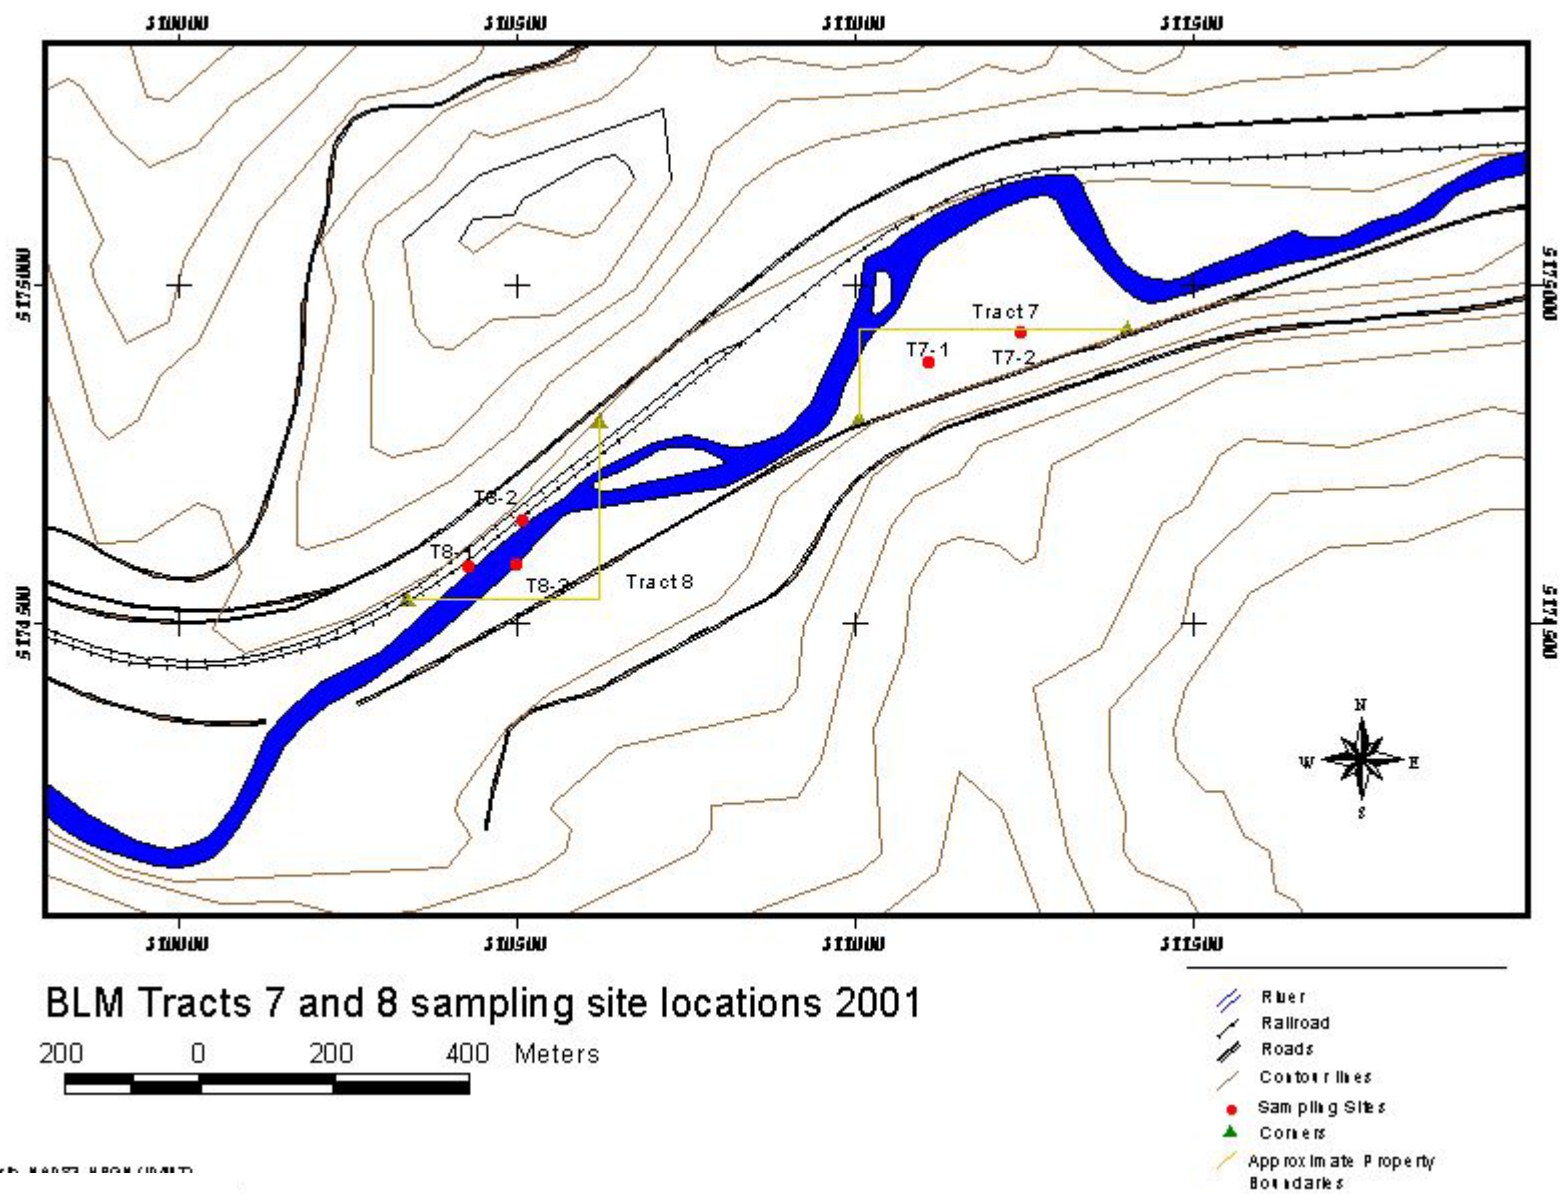 310000 310500 311000 311500
5175000 5175000
Tract 7
T7-1
T7-2
T8-2
T8-1
T8-3
Tract 8
5174500 5174500
N
W E
S
310000 310500 311000 311500
BLM Tracts 7 and 8 sampling site locations 2001
200 0 200 400 Meters
River
Railroad
Roads
Contour lines
Sampling Sites
Corners
Approximate Property
Boundaries